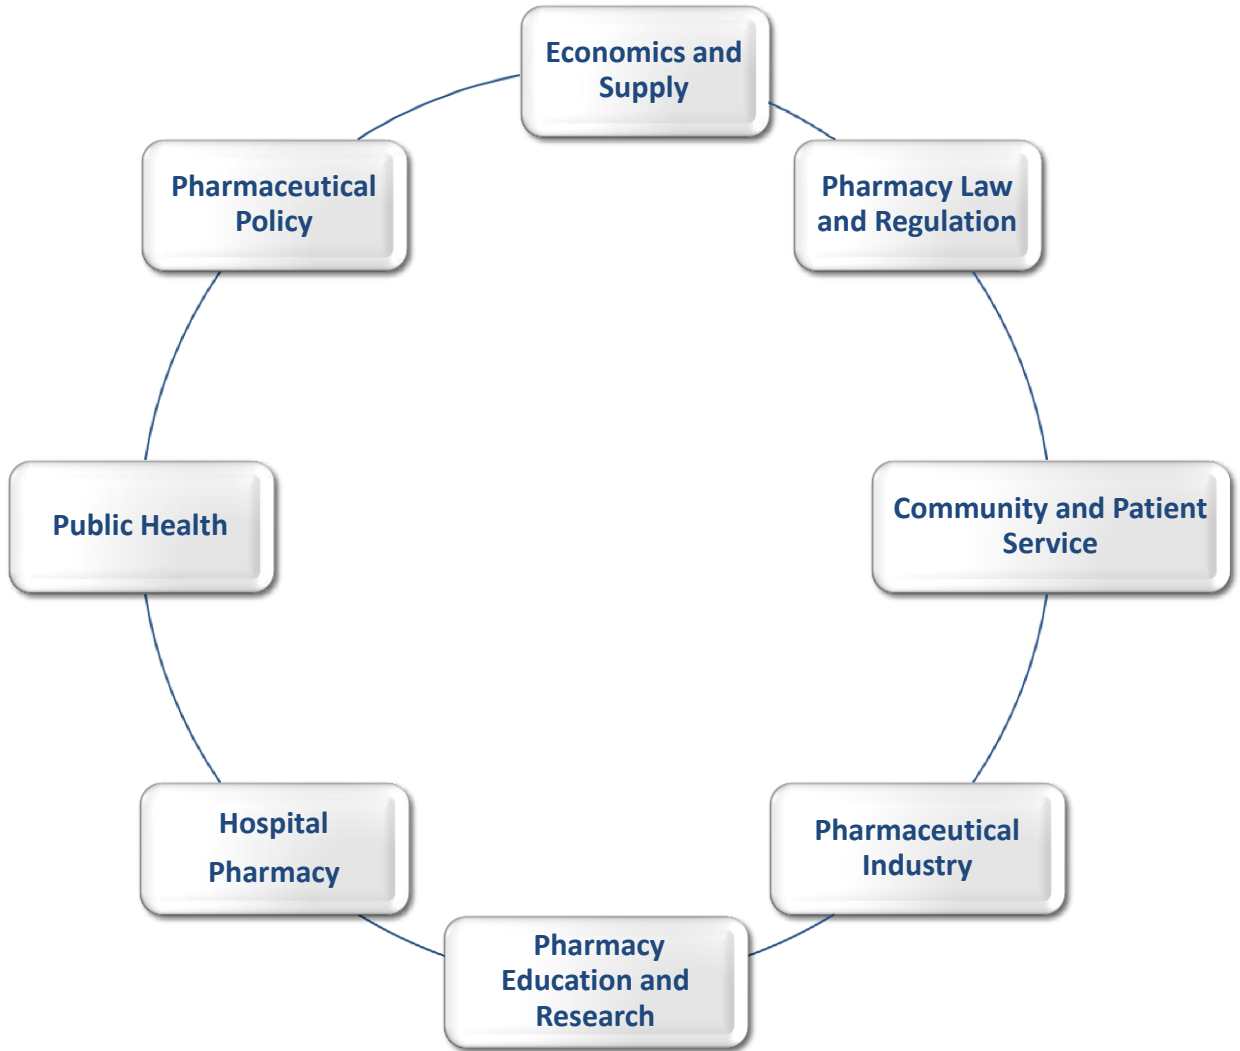 Economics and
Supply
Pharmaceutical
Policy
Pharmacy Law
and Regulation
Public Health
Community and Patient
Service
Hospital
Pharmacy
Pharmaceutical
Industry
Pharmacy
Education and
Research